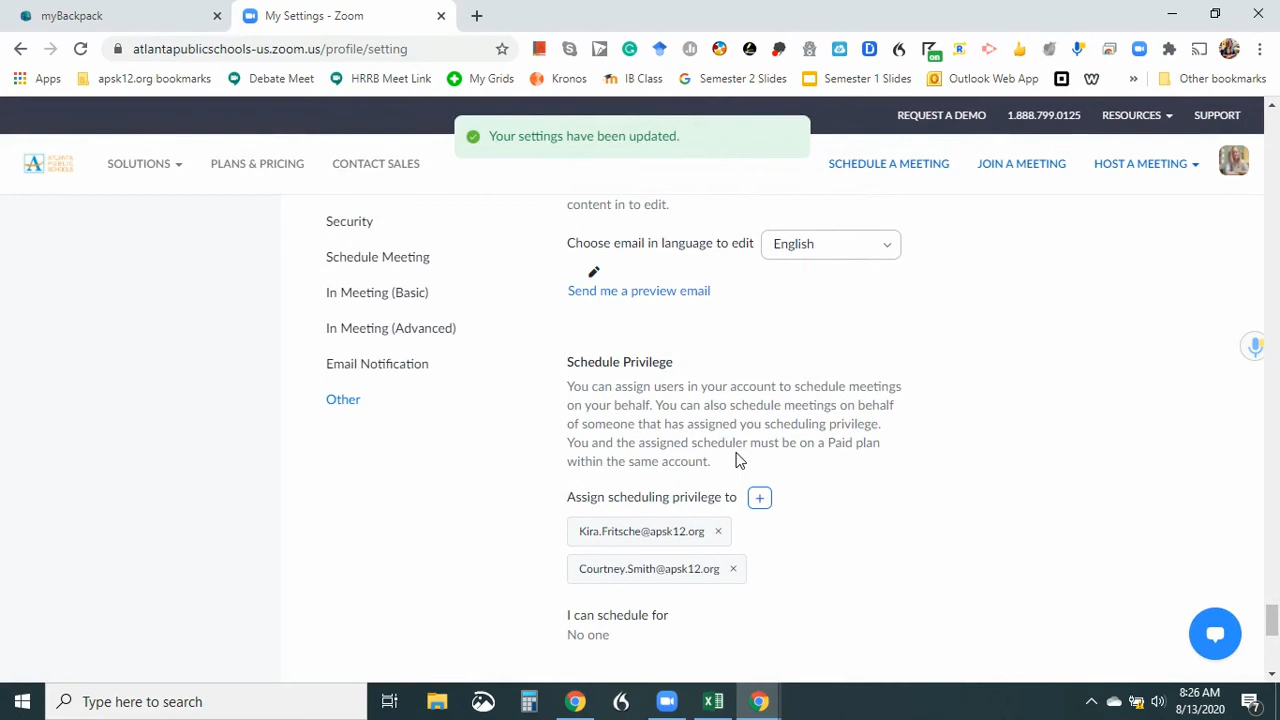 myBackpack
My Settings - Zoom
atlantapublicschools-us.zoom.us/profile/setting
on
Apps
apsk12.org bookmarks
Debate Meet
HRRB Meet Link
My Grids
Kronos
IB Class
Semester 2 Slides
Semester 1 Slides
Outlook Web App
Other bookmarks
REQUEST A DEMO
1.888.799.0125
RESOURCES
SUPPORT
Your settings have been updated.
ATLANTA PUBLIC SCHOOLS
SOLUTIONS
PLANS & PRICING
CONTACT SALES
SCHEDULE A MEETING
JOIN A MEETING
HOST A MEETING
Security
Schedule Meeting
In Meeting (Basic)
In Meeting (Advanced)
Email Notification
Other
content in to edit.
Choose email in language to edit
English
Send me a preview email
Schedule Privilege
You can assign users in your account to schedule meetings
on your behalf. You can also schedule meetings on behalf
of someone that has assigned you scheduling privilege.
You and the assigned scheduler must be on a Paid plan
within the same account.
Assign scheduling privilege to
Kira.Fritsche@apsk12.org
Courtney.Smith@apsk12.org
I can schedule for
No one
Type here to search
8:26 AM
8/13/2020
7